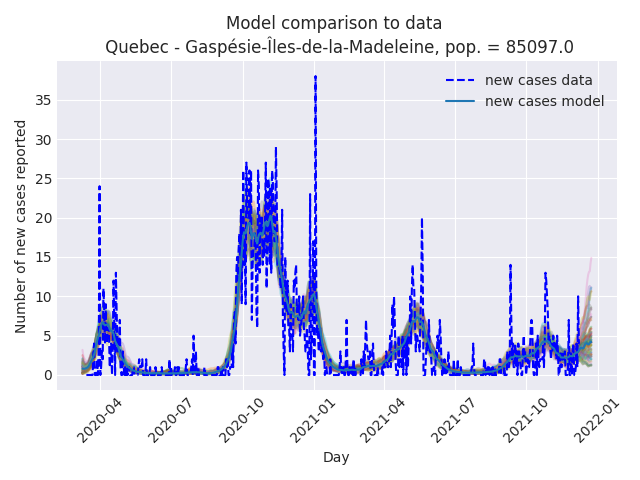 Model comparison to data
Quebec - Gaspésie-Îles-de-la-Madeleine, pop. = 85097.0
new cases data
new cases model
Number of new cases reported
35
30
25
20
15
10
5
0
2020-04
2020-07
2020-10
2021-01
2021-04
2021-07
2021-10
2022-01
Day